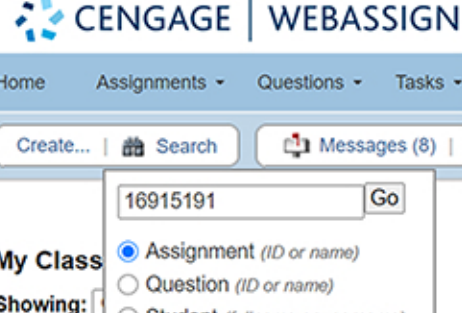 CENGAGE | WEBASSIGN
Home Assignments Questions Tasks
Create... | Search Messages (8) |
16915191 Go
Assignment (ID or name)
My Class
Question (ID or name)
Showing:
Student